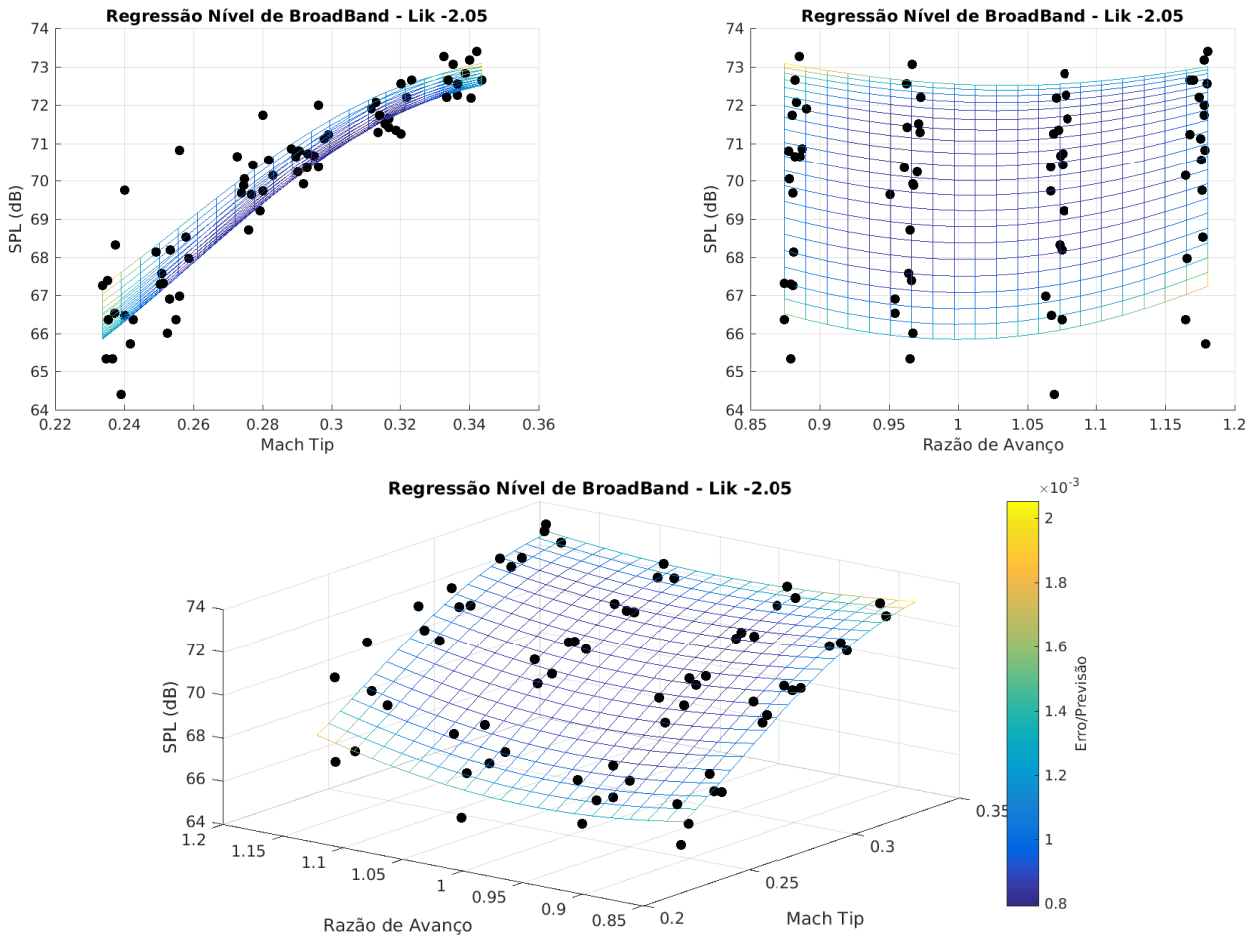 Regressão Nível de BroadBand - Lik -2.05
74
73
72
71
70
69
68
67
66
65
64
SPL (dB)
0.22 0.24 0.26 0.28 0.3 0.32 0.34 0.36
Mach Tip
Regressão Nível de BroadBand - Lik -2.05
74
73
72
71
70
69
68
67
66
65
64
SPL (dB)
0.85 0.9 0.95 1 1.05 1.1 1.15 1.2
Razão de Avanço
Regressão Nível de BroadBand - Lik -2.05
74
72
70
68
66
64
SPL (dB)
1.2 1.15 1.1 1.05 1 0.95 0.9 0.85
Razão de Avanço
0.2 0.25 0.3 0.35
Mach Tip
×10-3
2
1.8
1.6
1.4
1.2
1
0.8
Erro/Previsão